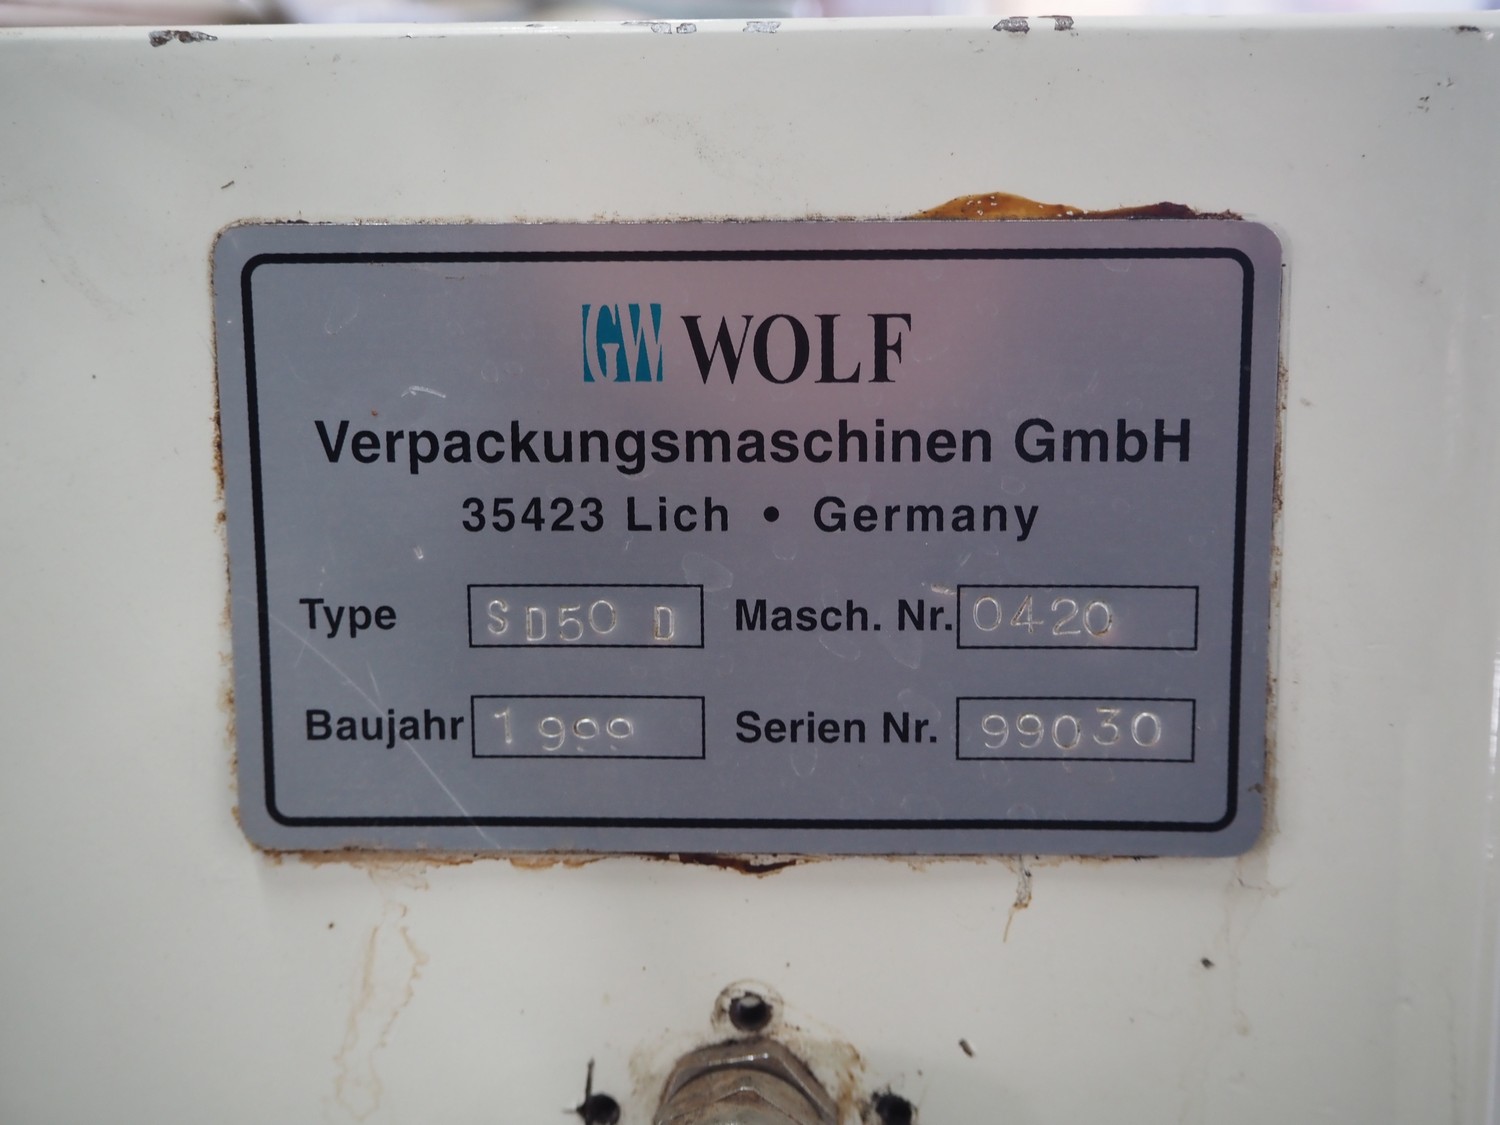 GW WOLF
Verpackungsmaschinen GmbH
35423 Lich • Germany
Type SD50 D Masch. Nr. 0420
Baujahr 1999 Serien Nr. 99030